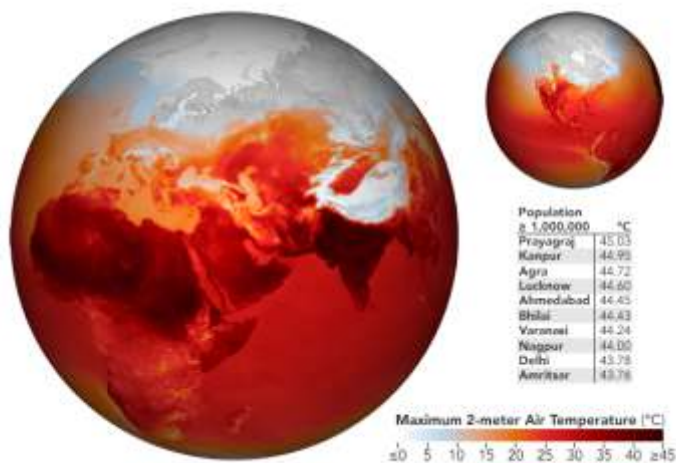 Population
≥ 1,000,000 °C
Prayagraj 45.03
Kanpur 44.95
Agra 44.72
Lucknow 44.60
Ahmedabad 44.45
Bhilai 44.43
Varanasi 44.24
Nagpur 44.00
Delhi 43.78
Amritsar 43.76
Maximum 2-meter Air Temperature (°C)
≤0 5 10 15 20 25 30 35 40 ≥45